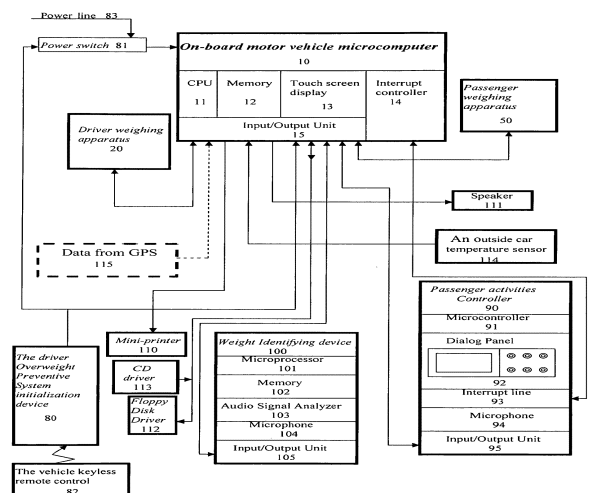 Power line 83
Power switch 81
On-board motor vehicle microcomputer
10
CPU
11
Memory
12
Touch screen
display
13
Interrupt
controller
14
Input/Output Unit
15
Driver weighing
apparatus
20
Passenger
weighing
apparatus
50
Speaker
111
An outside car
temperature sensor
114
Data from GPS
115
Mini-printer
110
CD
driver
113
Floppy
Disk
Driver
112
The driver
Overweight
Preventive
System
initialization
device
80
The vehicle keyless
remote control
82
Weight Identifying device
100
Microprocessor
101
Memory
102
Audio Signal Analyzer
103
Microphone
104
Input/Output Unit
105
Passenger activities
Controller
90
Microcontroller
91
Dialog Panel
92
Interrupt line
93
Microphone
94
Input/Output Unit
95